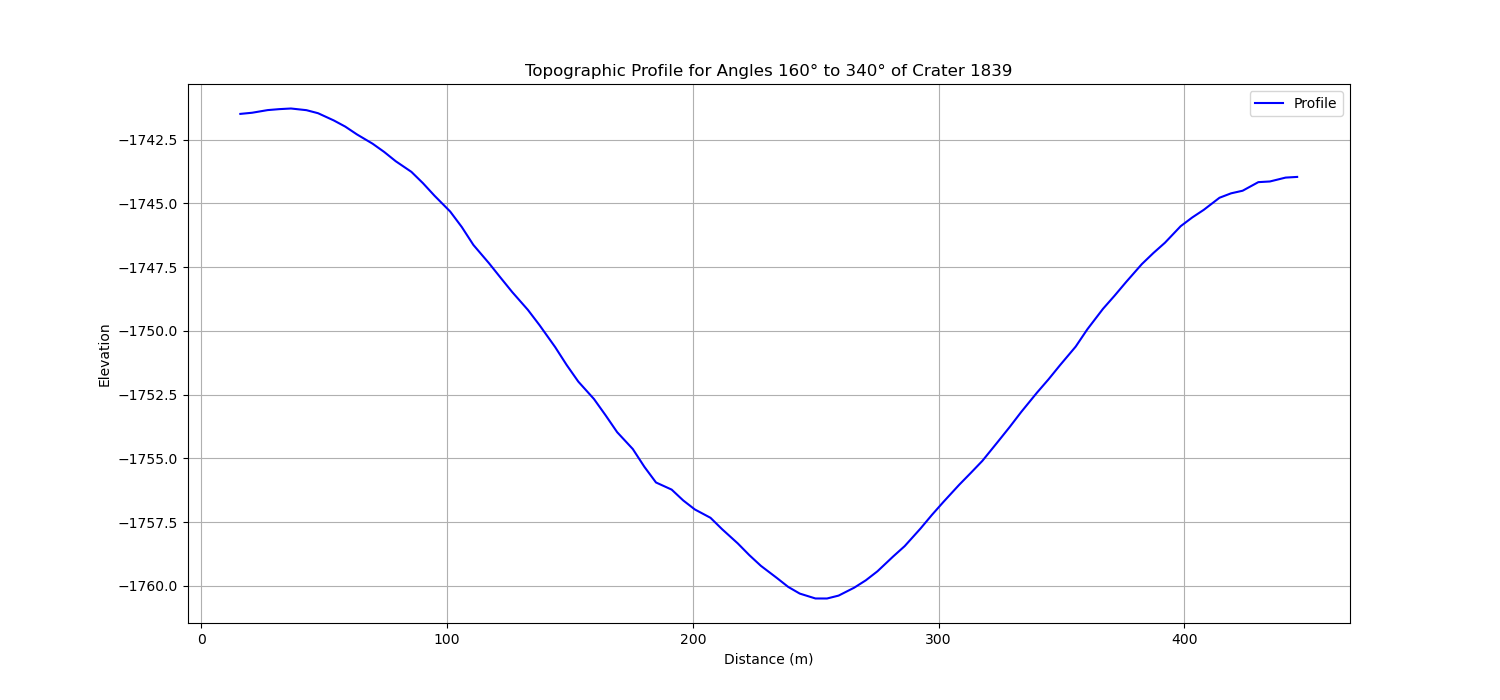 Topographic Profile for Angles 160° to 340° of Crater 1839
Profile
Elevation
−1742.5
−1745.0
−1747.5
−1750.0
−1752.5
−1755.0
−1757.5
−1760.0
0 100 200 300 400
Distance (m)